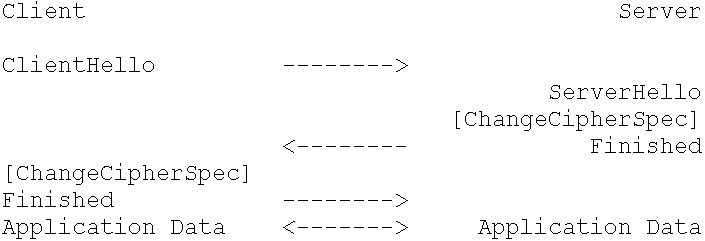 Client                                                Server

ClientHello                  -------->
                                                 ServerHello
                                          [ChangeCipherSpec]
                             <--------              Finished
[ChangeCipherSpec]
Finished                     -------->
Application Data             <------->      Application Data